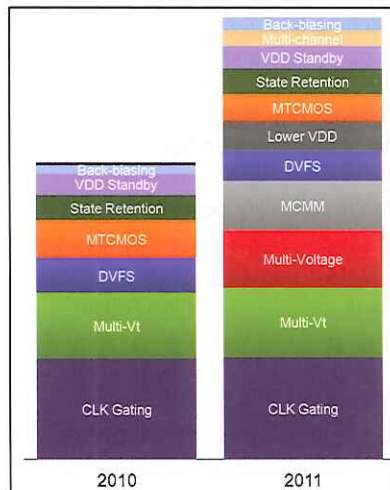 Back-biasing
VDD Standby
State Retention
MTCMOS
DVFS
Multi-Vt
CLK Gating
2010
Back-biasing
Multi-channel
VDD Standby
State Retention
MTCMOS
Lower VDD
DVFS
MCMM
Multi-Voltage
Multi-Vt
CLK Gating
2011